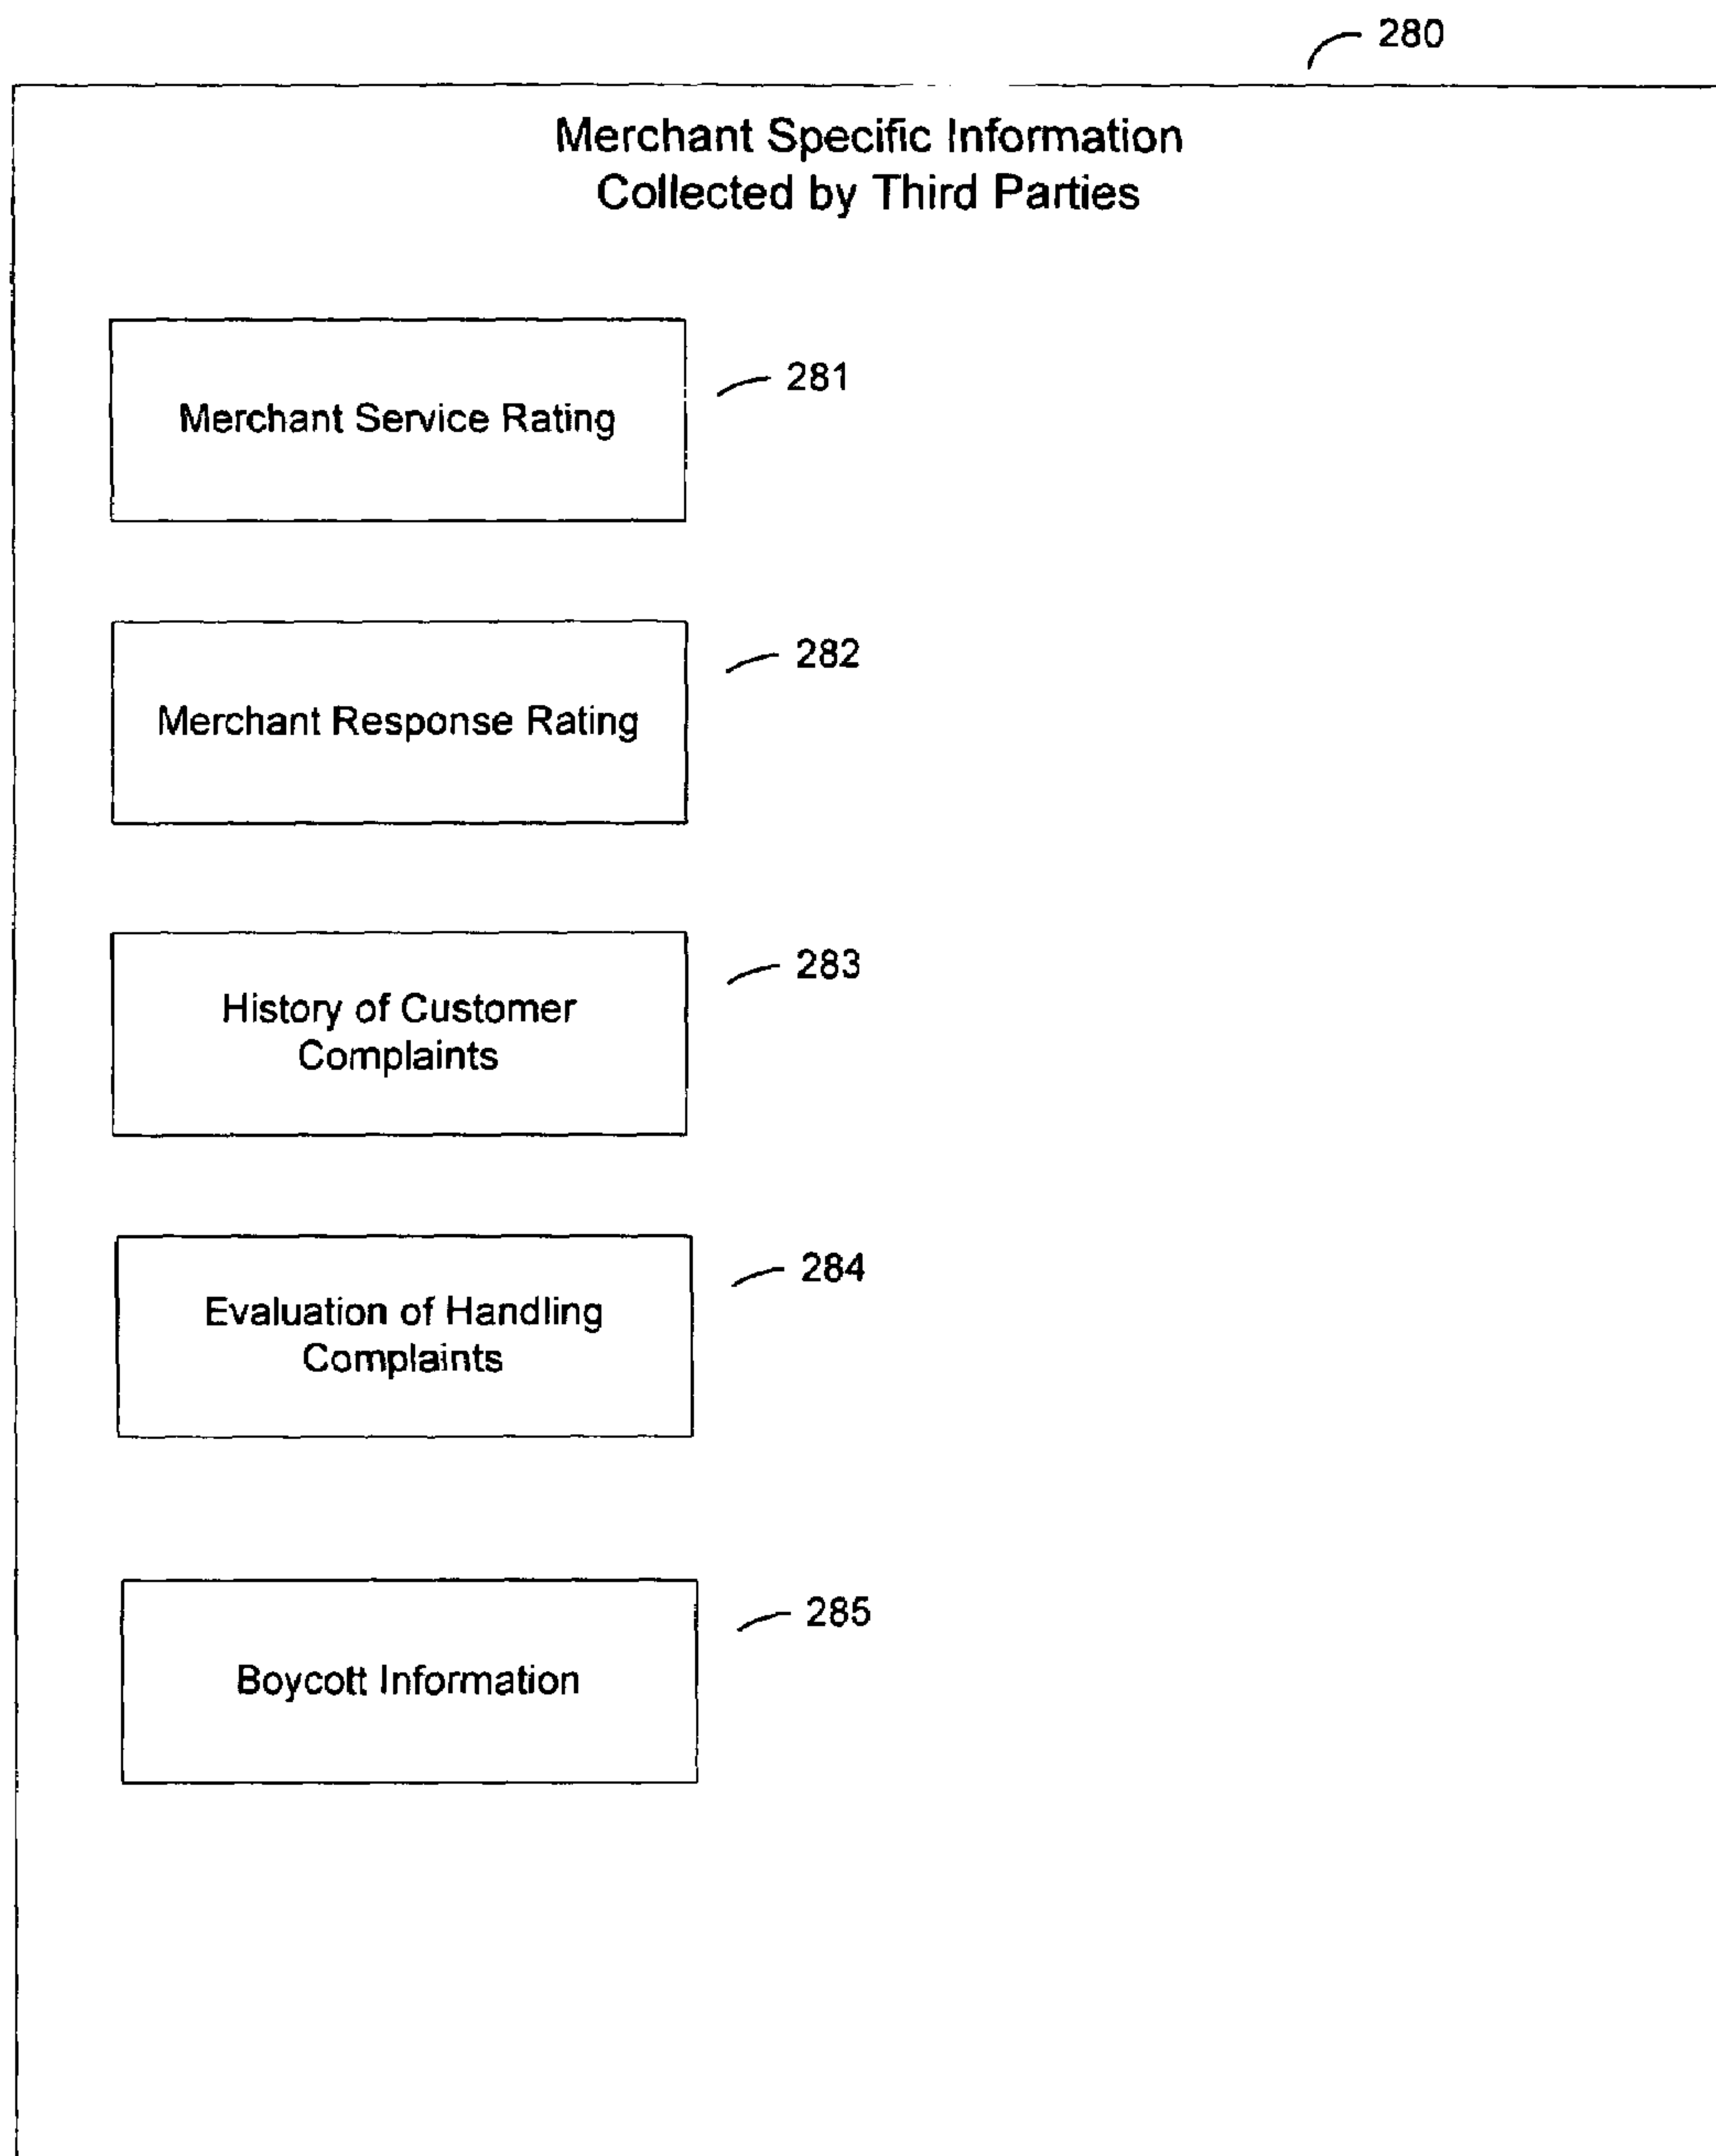 280
Merchant Specific Information
Collected by Third Parties
Merchant Service Rating
281
Merchant Response Rating
282
History of Customer
Complaints
283
Evaluation of Handling
Complaints
284
Boycott Information
285